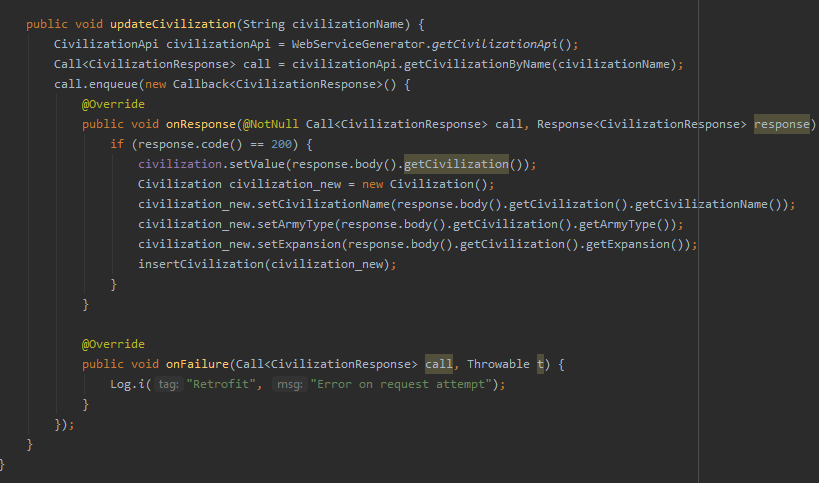 public void updateCivilization(String civilizationName) {
CivilizationApi civilizationApi = WebServiceGenerator.getCivilizationApi();
Call<CivilizationResponse> call = civilizationApi.getCivilizationByName(civilizationName);
call.enqueue(new Callback<CivilizationResponse>() {
@Override
public void onResponse(@NotNull Call<CivilizationResponse> call, Response<CivilizationResponse> response)
if (response.code() == 200) {
civilization.setValue(response.body().getCivilization());
Civilization civilization_new = new Civilization();
civilization_new.setCivilizationName(response.body().getCivilization().getCivilizationName());
civilization_new.setArmyType(response.body().getCivilization().getArmyType());
civilization_new.setExpansion(response.body().getCivilization().getExpansion());
insertCivilization(civilization_new);
}
}
@Override
public void onFailure(Call<CivilizationResponse> call, Throwable t) {
Log.i( tag: "Retrofit", msg: "Error on request attempt");
}
});
}
}